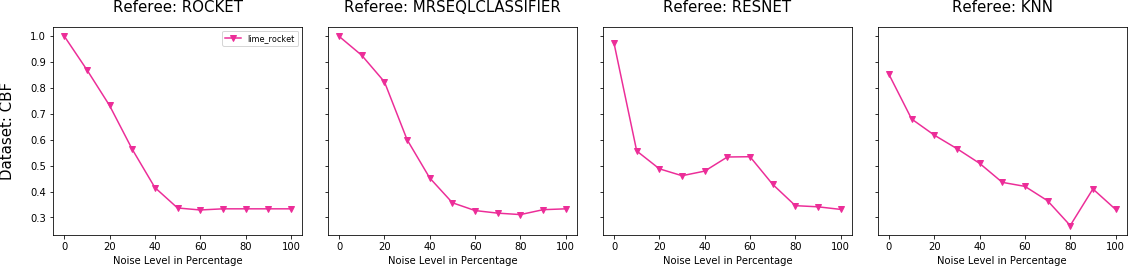 Referee: ROCKET
Referee: MRSEQLCLASSIFIER
Referee: RESNET
Referee: KNN
Dataset: CBF
1.0
0.9
0.8
0.7
0.6
0.5
0.4
0.3
lime_rocket
0 20 40 60 80 100
0 20 40 60 80 100
0 20 40 60 80 100
0 20 40 60 80 100
Noise Level in Percentage
Noise Level in Percentage
Noise Level in Percentage
Noise Level in Percentage